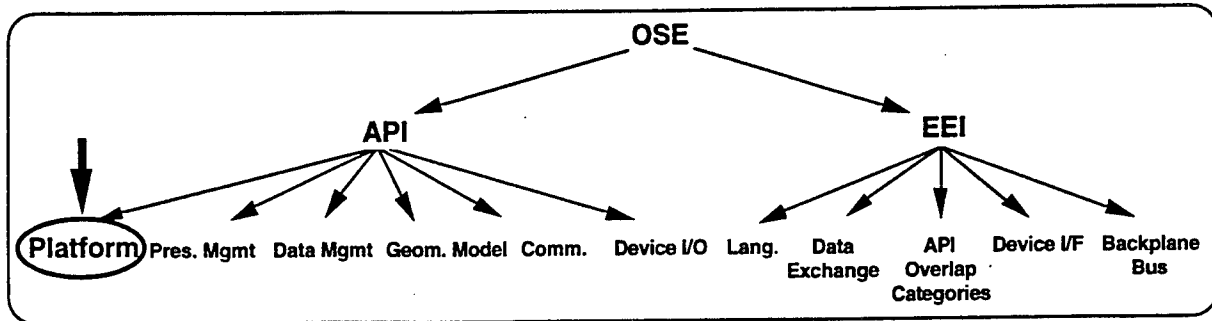 OSE
API
EEI
Platform
Pres. Mgmt
Data Mgmt
Geom. Model
Comm.
Device I/O
Lang.
Data
Exchange
API
Overlap
Categories
Device I/F
Backplane
Bus